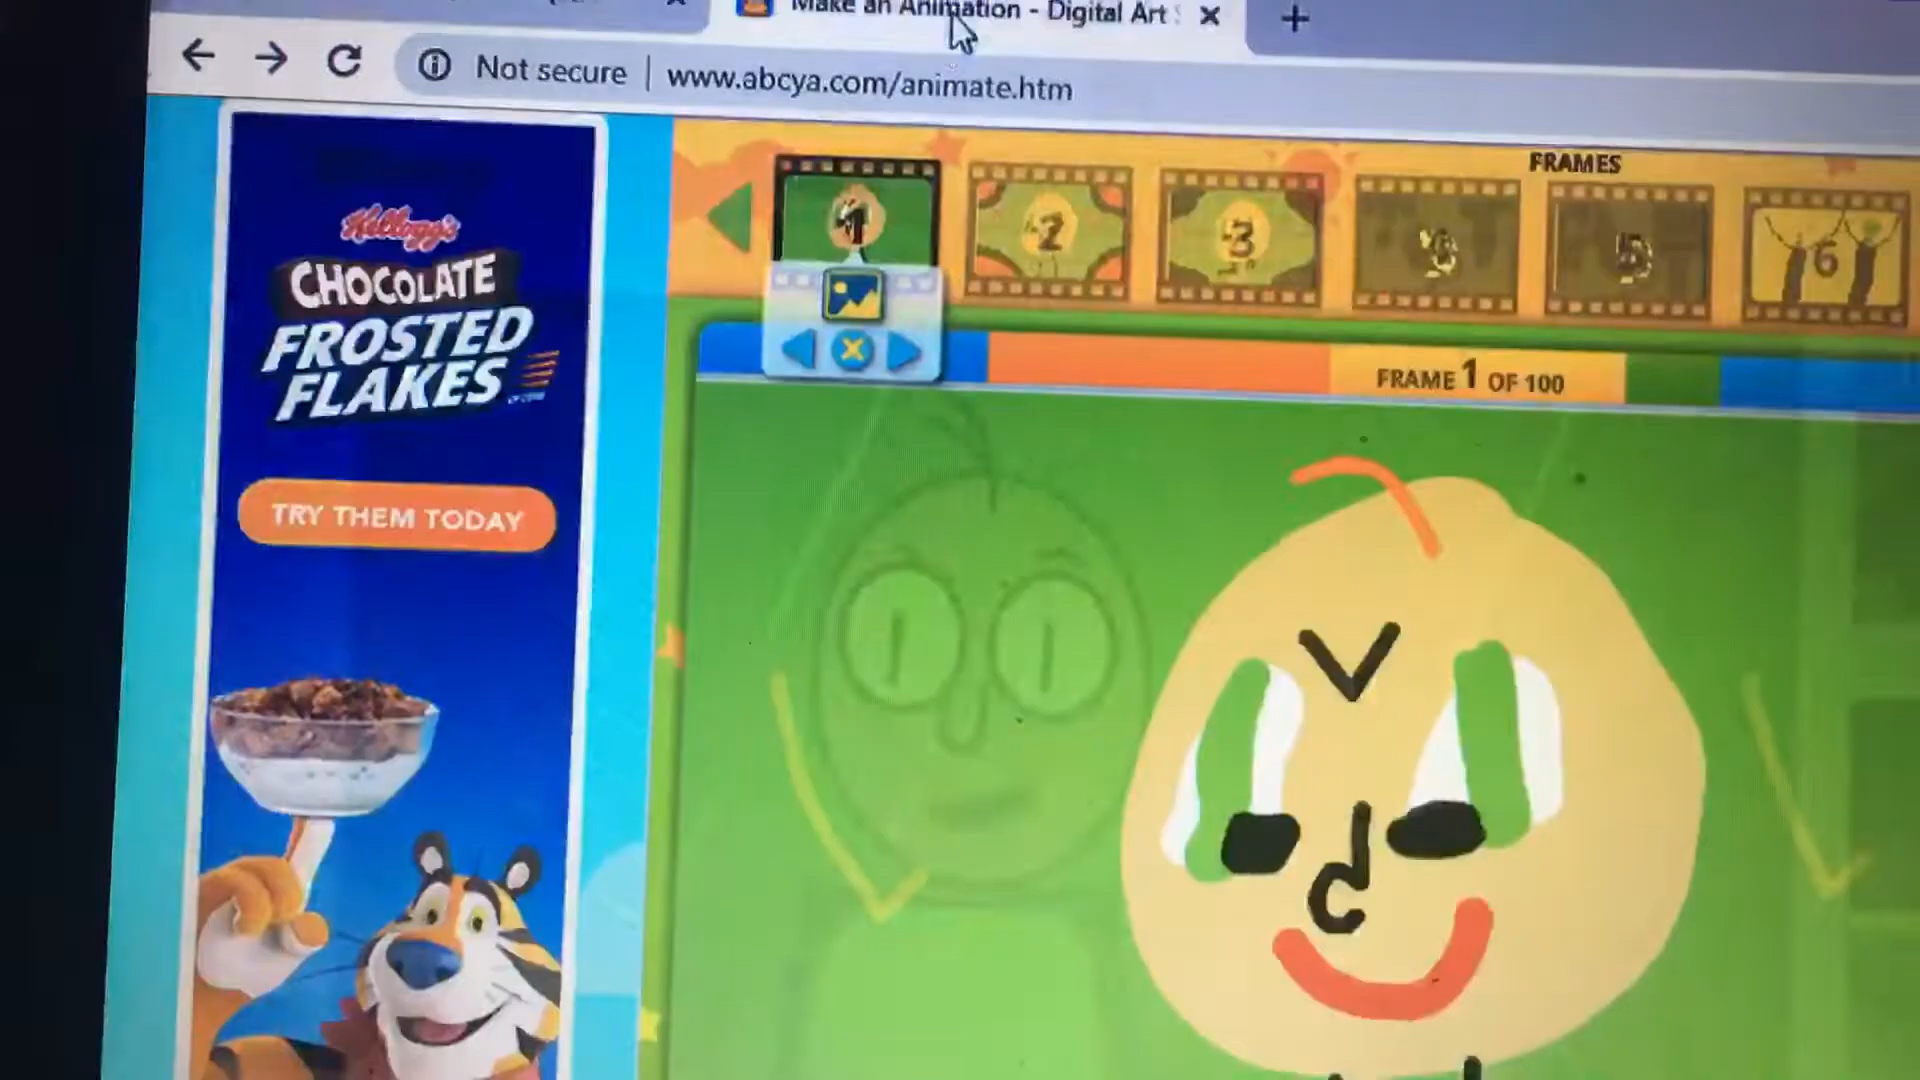 Make an Animation - Digital Art
Not secure
www.abcya.com/animate.htm
FRAMES
1
2
3
5
6
FRAME 1 OF 100
Kellogg's
CHOCOLATE
FROSTED
FLAKES
TRY THEM TODAY